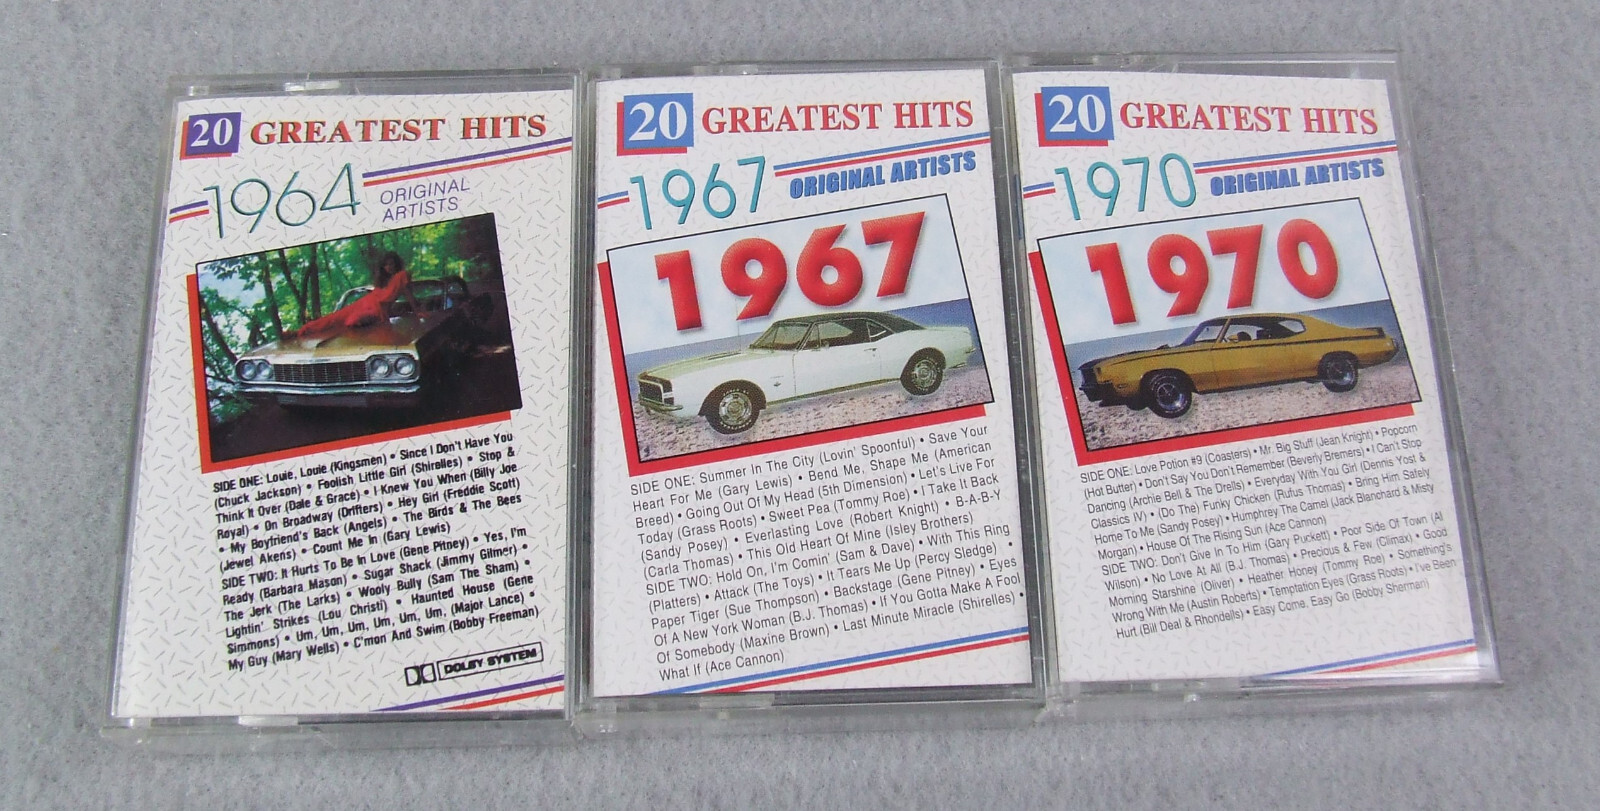 20 GREATEST HITS
1964 ORIGINAL
ARTISTS
SIDE ONE: Louie, Louie (Kingsmen) • Since I Don't Have You
(Chuck Jackson) • Foolish Little Girl (Shirelles) • Stop &
Think It Over (Dale & Grace) • I Knew You When (Billy Joe
Royal) • On Broadway (Drifters) • Hey Girl (Freddie Scott)
• My Boyfriend's Back (Angels) • The Birds & The Bees
(Jewel Akens) • Count Me In (Gary Lewis)
SIDE TWO: It Hurts To Be In Love (Gene Pitney) • Yes, I'm
Ready (Barbara Mason) • Sugar Shack (Jimmy Gilmer) •
The Jerk (The Larks) • Wooly Bully (Sam The Sham) •
Lightin' Strikes (Lou Christi) • Haunted House (Gene
Simmons) • Um, Um, Um, Um, Um, Um, (Major Lance) •
My Guy (Mary Wells) • C'mon And Swim (Bobby Freeman)
DOLBY SYSTEM
20 GREATEST HITS
1967 ORIGINAL ARTISTS
1967
SIDE ONE: Summer In The City (Lovin' Spoonful) • Save Your
Heart For Me (Gary Lewis) • Bend Me, Shape Me (American
Breed) • Going Out Of My Head (5th Dimension) • Let's Live For
Today (Grass Roots) • Sweet Pea (Tommy Roe) • I Take It Back
(Sandy Posey) • Everlasting Love (Robert Knight) • B-A-B-Y
(Carla Thomas) • This Old Heart Of Mine (Isley Brothers)
SIDE TWO: Hold On, I'm Comin' (Sam & Dave) • With This Ring
(Platters) • Attack (The Toys) • It Tears Me Up (Percy Sledge) •
Paper Tiger (Sue Thompson) • Backstage (Gene Pitney) • Eyes
Of A New York Woman (B.J. Thomas) • If You Gotta Make A Fool
Of Somebody (Maxine Brown) • Last Minute Miracle (Shirelles) •
What If (Ace Cannon)
20 GREATEST HITS
1970 ORIGINAL ARTISTS
1970
SIDE ONE: Love Potion #9 (Coasters) • Mr. Big Stuff (Jean Knight) • Popcorn
(Hot Butter) • Don't Say You Don't Remember (Beverly Bremers) • I Can't Stop
Dancing (Archie Bell & The Drells) • Everyday With You Girl (Dennis Yost &
Classics IV) • (Do The) Funky Chicken (Rufus Thomas) • Bring Him Safely
Home To Me (Sandy Posey) • Humphrey The Camel (Jack Blanchard & Misty
Morgan) • House Of The Rising Sun (Ace Cannon)
SIDE TWO: Don't Give In To Him (Gary Puckett) • Poor Side Of Town (Al
Wilson) • No Love At All (B.J. Thomas) • Precious & Few (Climax) • Good
Morning Starshine (Oliver) • Heather Honey (Tommy Roe) • Something's
Wrong With Me (Austin Roberts) • Temptation Eyes (Grass Roots) • I've Been
Hurt (Bill Deal & Rhondells) • Easy Come, Easy Go (Bobby Sherman)